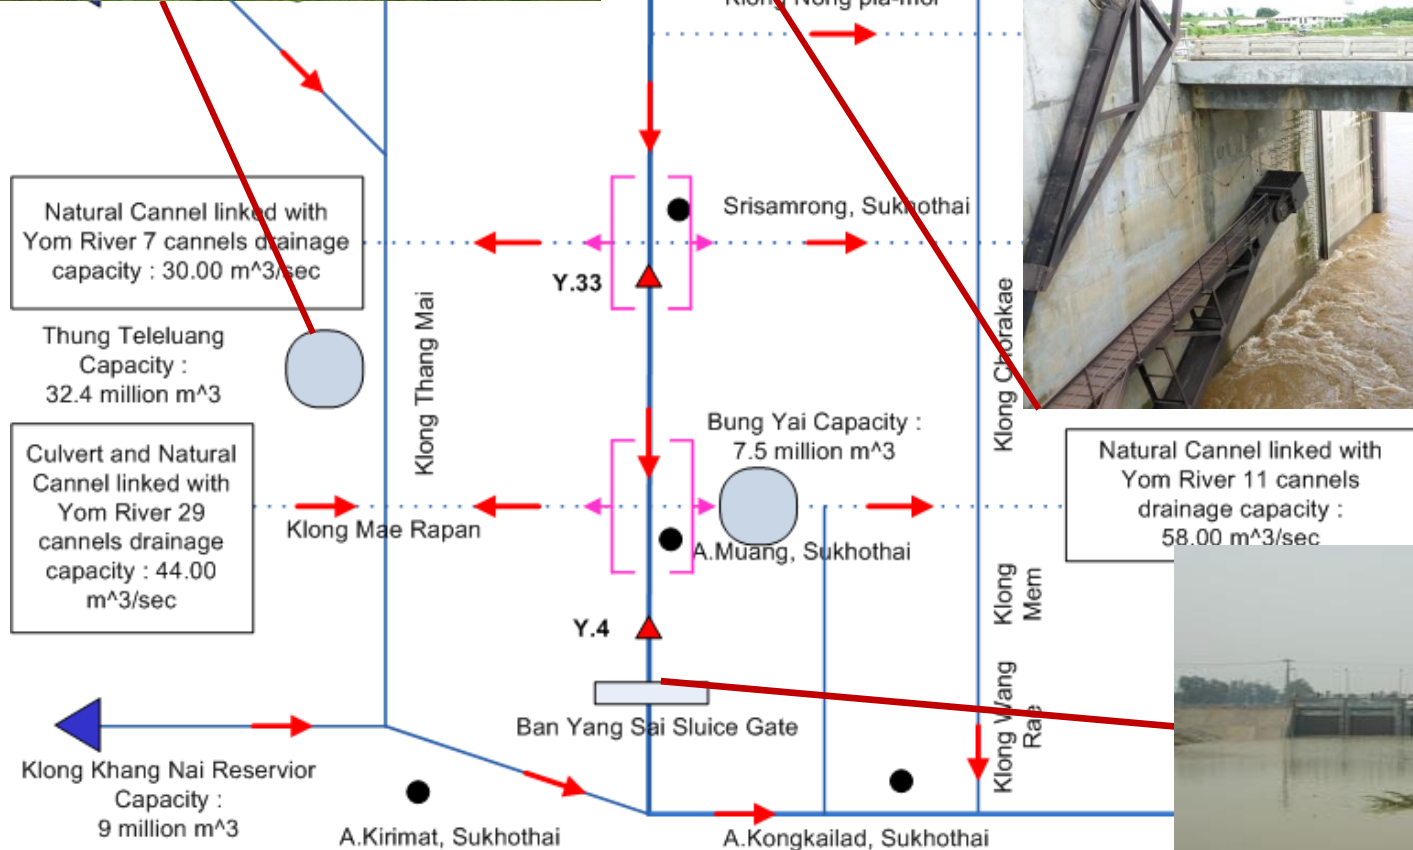 Klong Nong pla-moi
Natural Cannel linked with
Yom River 7 cannels drainage
capacity : 30.00 m^3/sec
Srisamrong, Sukhothai
Y.33
Thung Teleluang
Capacity :
32.4 million m^3
Klong Thang Mai
Klong Chorakae
Bung Yai Capacity :
7.5 million m^3
Culvert and Natural
Cannel linked with
Yom River 29
cannels drainage
capacity : 44.00
m^3/sec
Natural Cannel linked with
Yom River 11 cannels
drainage capacity :
58.00 m^3/sec
Klong Mae Rapan
A.Muang, Sukhothai
Klong
Mem
Y.4
Klong Wang
Rae
Ban Yang Sai Sluice Gate
Klong Khang Nai Reservior
Capacity :
9 million m^3
A.Kirimat, Sukhothai
A.Kongkailad, Sukhothai